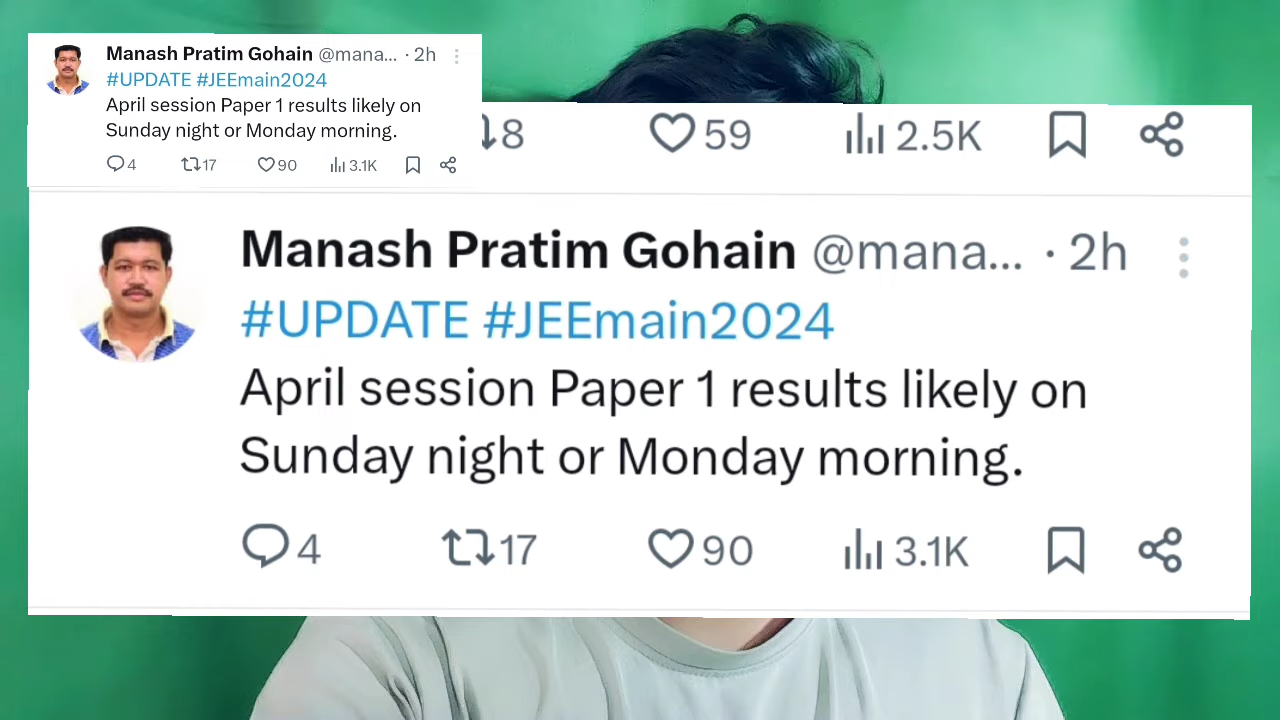 Manash Pratim Gohain @mana... · 2h
#UPDATE #JEEmain2024
April session Paper 1 results likely on
Sunday night or Monday morning.
4 17 90 3.1K
8 59 2.5K
Manash Pratim Gohain @mana... · 2h
#UPDATE #JEEmain2024
April session Paper 1 results likely on
Sunday night or Monday morning.
4 17 90 3.1K